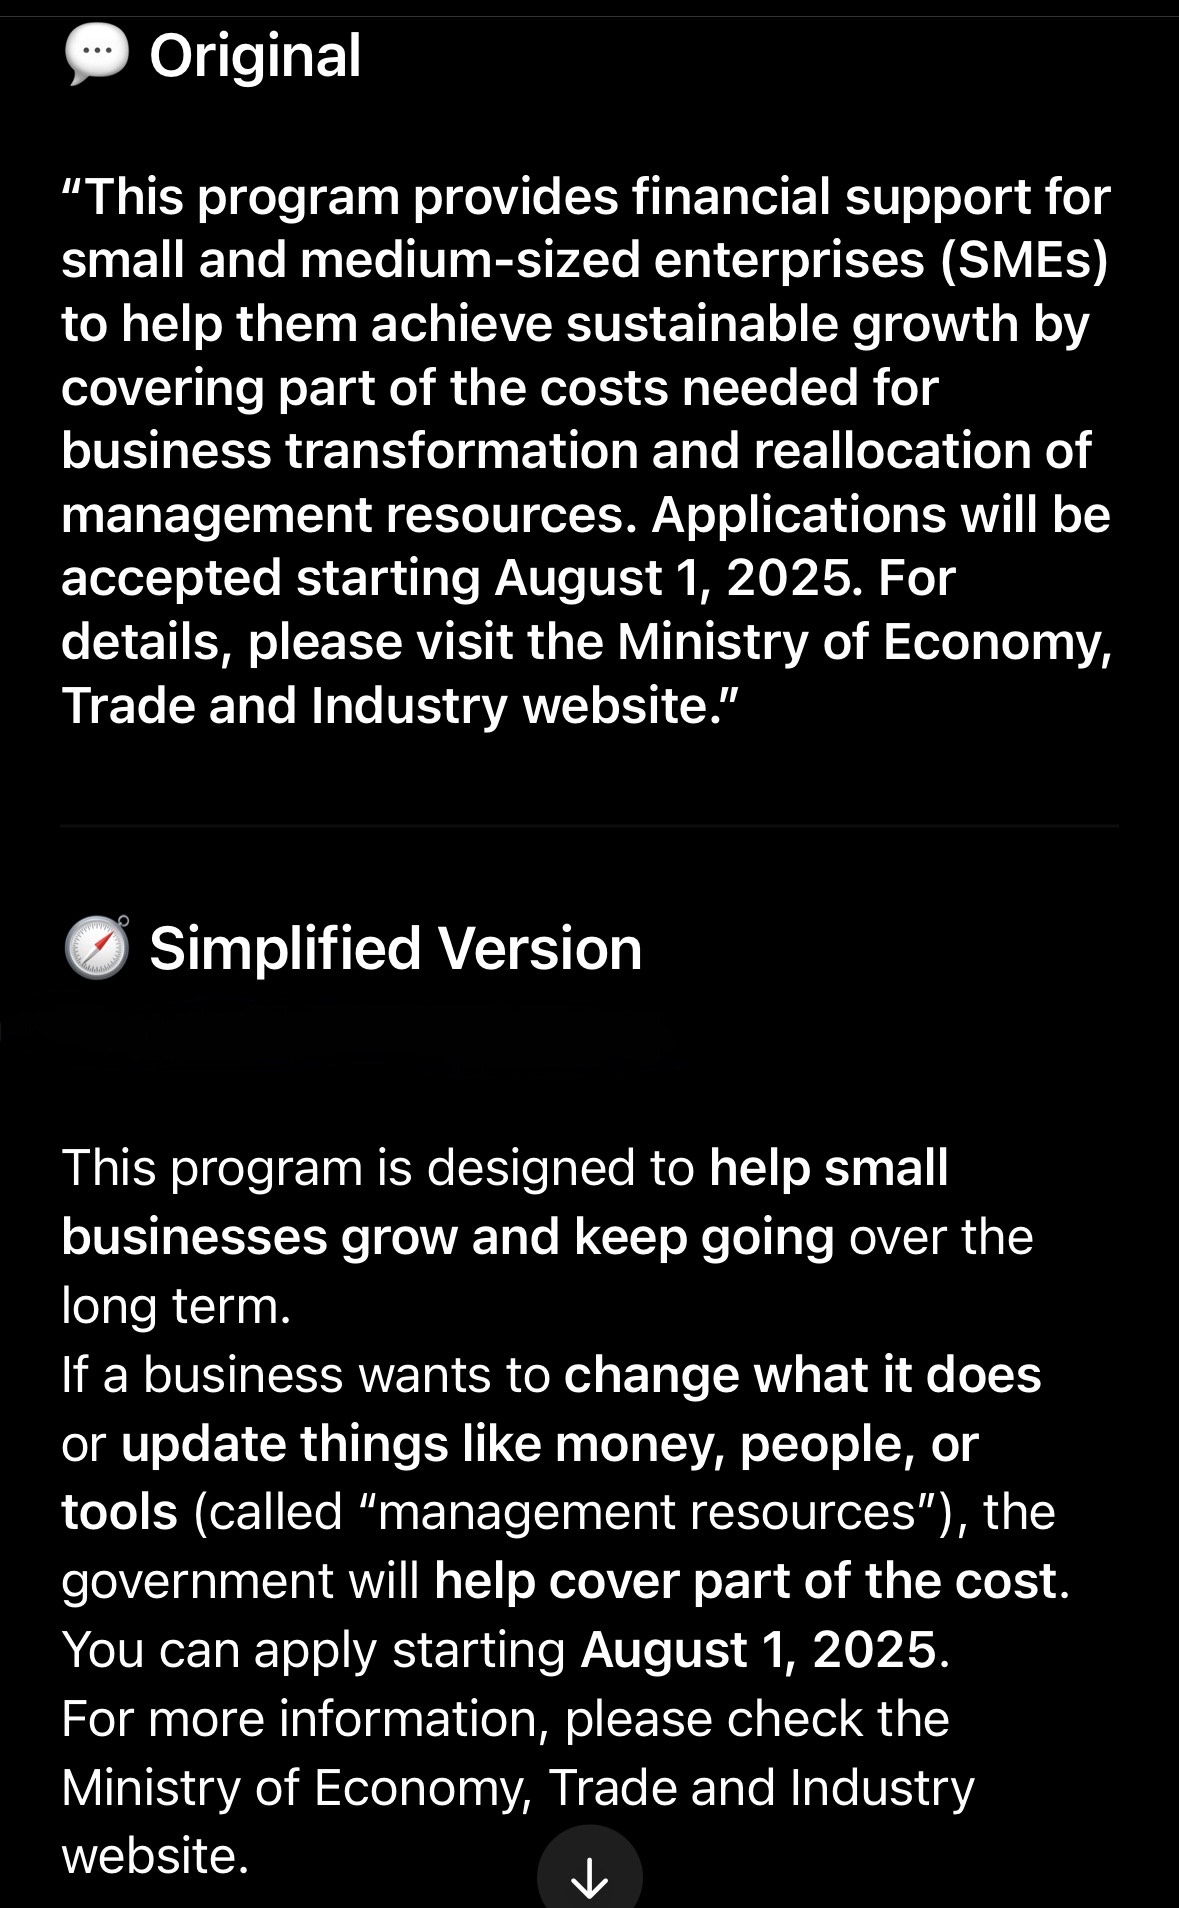 💬 Original
“This program provides financial support for
small and medium-sized enterprises (SMEs)
to help them achieve sustainable growth by
covering part of the costs needed for
business transformation and reallocation of
management resources. Applications will be
accepted starting August 1, 2025. For
details, please visit the Ministry of Economy,
Trade and Industry website.”
🧭 Simplified Version
This program is designed to help small
businesses grow and keep going over the
long term.
If a business wants to change what it does
or update things like money, people, or
tools (called “management resources”), the
government will help cover part of the cost.
You can apply starting August 1, 2025.
For more information, please check the
Ministry of Economy, Trade and Industry
website.